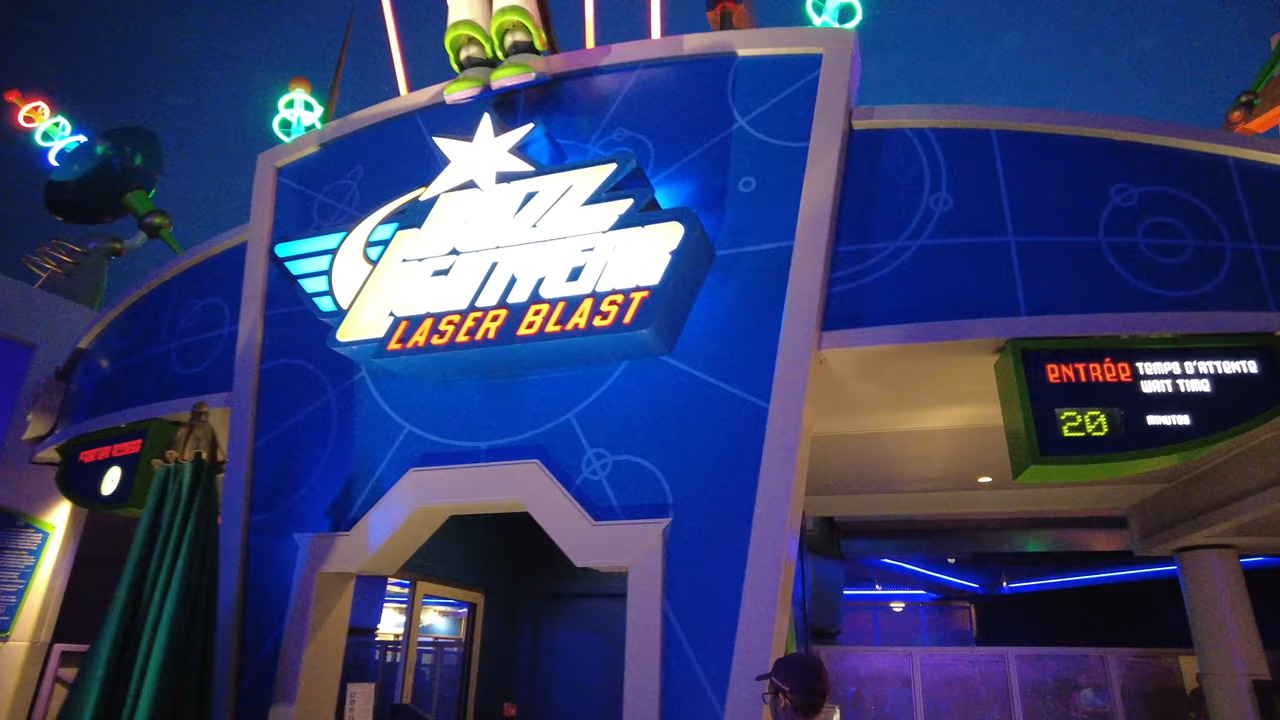 BUZZ
LIGHTYEAR
LASER BLAST
ENTRÉE TEMPS D'ATTENTE
WAIT TIME
20 MINUTES